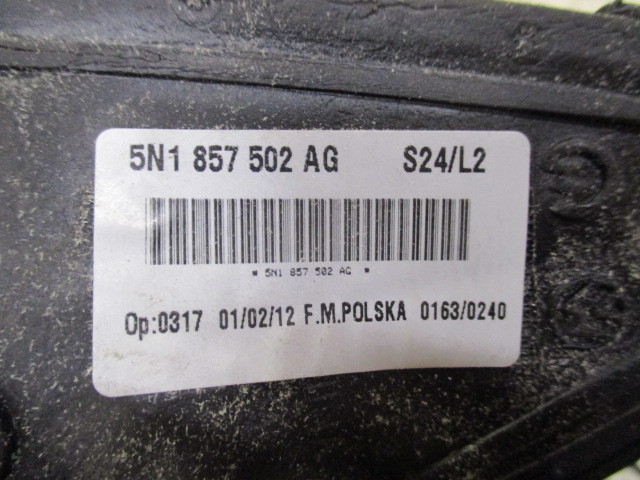 5N1 857 502 AG S24/L2
* 5N1 857 502 AG *
Op:0317 01/02/12 F.M.POLSKA 0163/0240